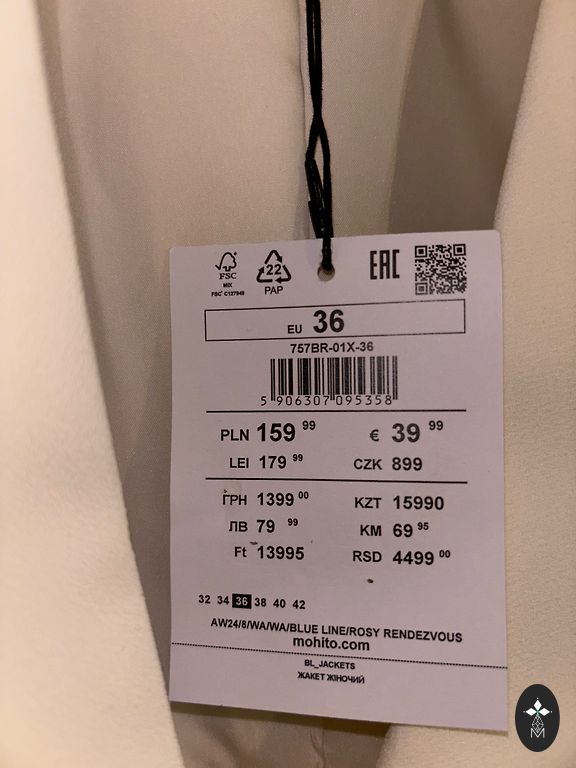 FSC
MIX
FSC® C127949
22
PAP
EAC
EU 36
757BR-01X-36
5 906307 095358
PLN 159 99 € 39 99
LEI 179 99 CZK 899
ГРН 1399 00 KZT 15990
ЛВ 79 99 KM 69 95
Ft 13995 RSD 4499 00
32 34 36 38 40 42
AW24/8/WA/WA/BLUE LINE/ROSY RENDEZVOUS
mohito.com
BL_JACKETS
ЖАКЕТ ЖІНОЧИЙ
M